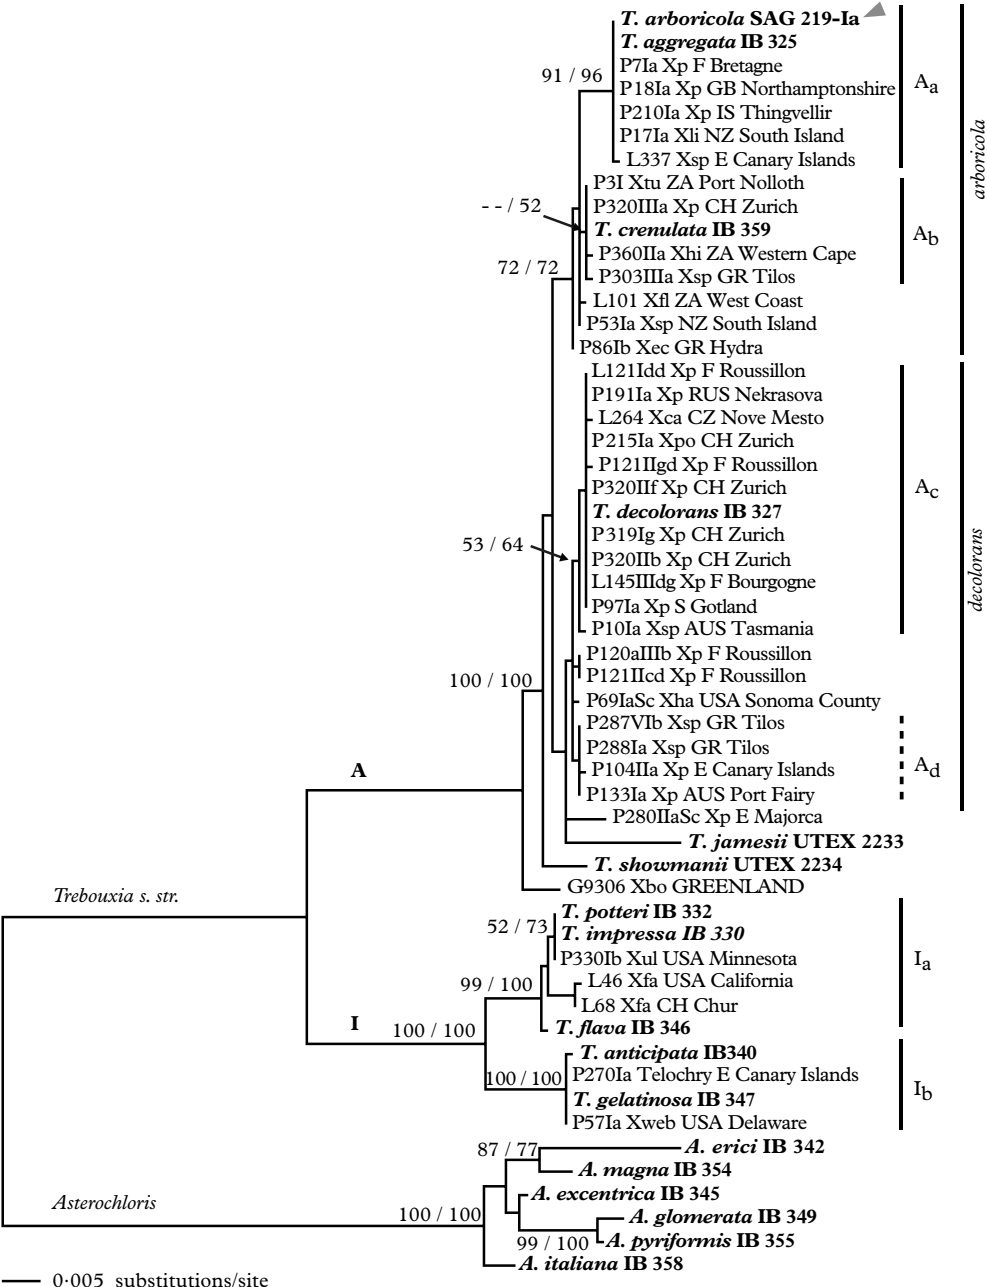 T. arboricola SAG 219-Ia
T. aggregata IB 325
P7Ia Xp F Bretagne
91 / 96
P18Ia Xp GB Northamptonshire
Aa
P210Ia Xp IS Thingvellir
P17Ia Xli NZ South Island
L337 Xsp E Canary Islands
arboricola
P3I Xtu ZA Port Nolloth
- - / 52
P320IIIa Xp CH Zurich
T. crenulata IB 359
Ab
P360IIa Xhi ZA Western Cape
72 / 72
P303IIIa Xsp GR Tilos
L101 Xfl ZA West Coast
P53Ia Xsp NZ South Island
P86Ib Xec GR Hydra
L121Idd Xp F Roussillon
P191Ia Xp RUS Nekrasova
L264 Xca CZ Nove Mesto
P215Ia Xpo CH Zurich
P121IIgd Xp F Roussillon
P320IIf Xp CH Zurich
Ac
T. decolorans IB 327
P319Ig Xp CH Zurich
53 / 64
P320IIb Xp CH Zurich
decolorans
L145IIIdg Xp F Bourgogne
P97Ia Xp S Gotland
P10Ia Xsp AUS Tasmania
P120aIIIb Xp F Roussillon
P121IIcd Xp F Roussillon
100 / 100
P69IaSc Xha USA Sonoma County
P287VIb Xsp GR Tilos
P288Ia Xsp GR Tilos
A
P104IIa Xp E Canary Islands
Ad
P133Ia Xp AUS Port Fairy
P280IIaSc Xp E Majorca
T. jamesii UTEX 2233
T. showmanii UTEX 2234
G9306 Xbo GREENLAND
Trebouxia s. str.
T. potteri IB 332
52 / 73
T. impressa IB 330
P330Ib Xul USA Minnesota
Ia
L46 Xfa USA California
99 / 100
L68 Xfa CH Chur
I
100 / 100
T. flava IB 346
T. anticipata IB340
100 / 100
P270Ia Telochry E Canary Islands
Ib
T. gelatinosa IB 347
P57Ia Xweb USA Delaware
87 / 77
A. erici IB 342
A. magna IB 354
Asterochloris
A. excentrica IB 345
100 / 100
A. glomerata IB 349
99 / 100
A. pyriformis IB 355
A. italiana IB 358
0·005 substitutions/site